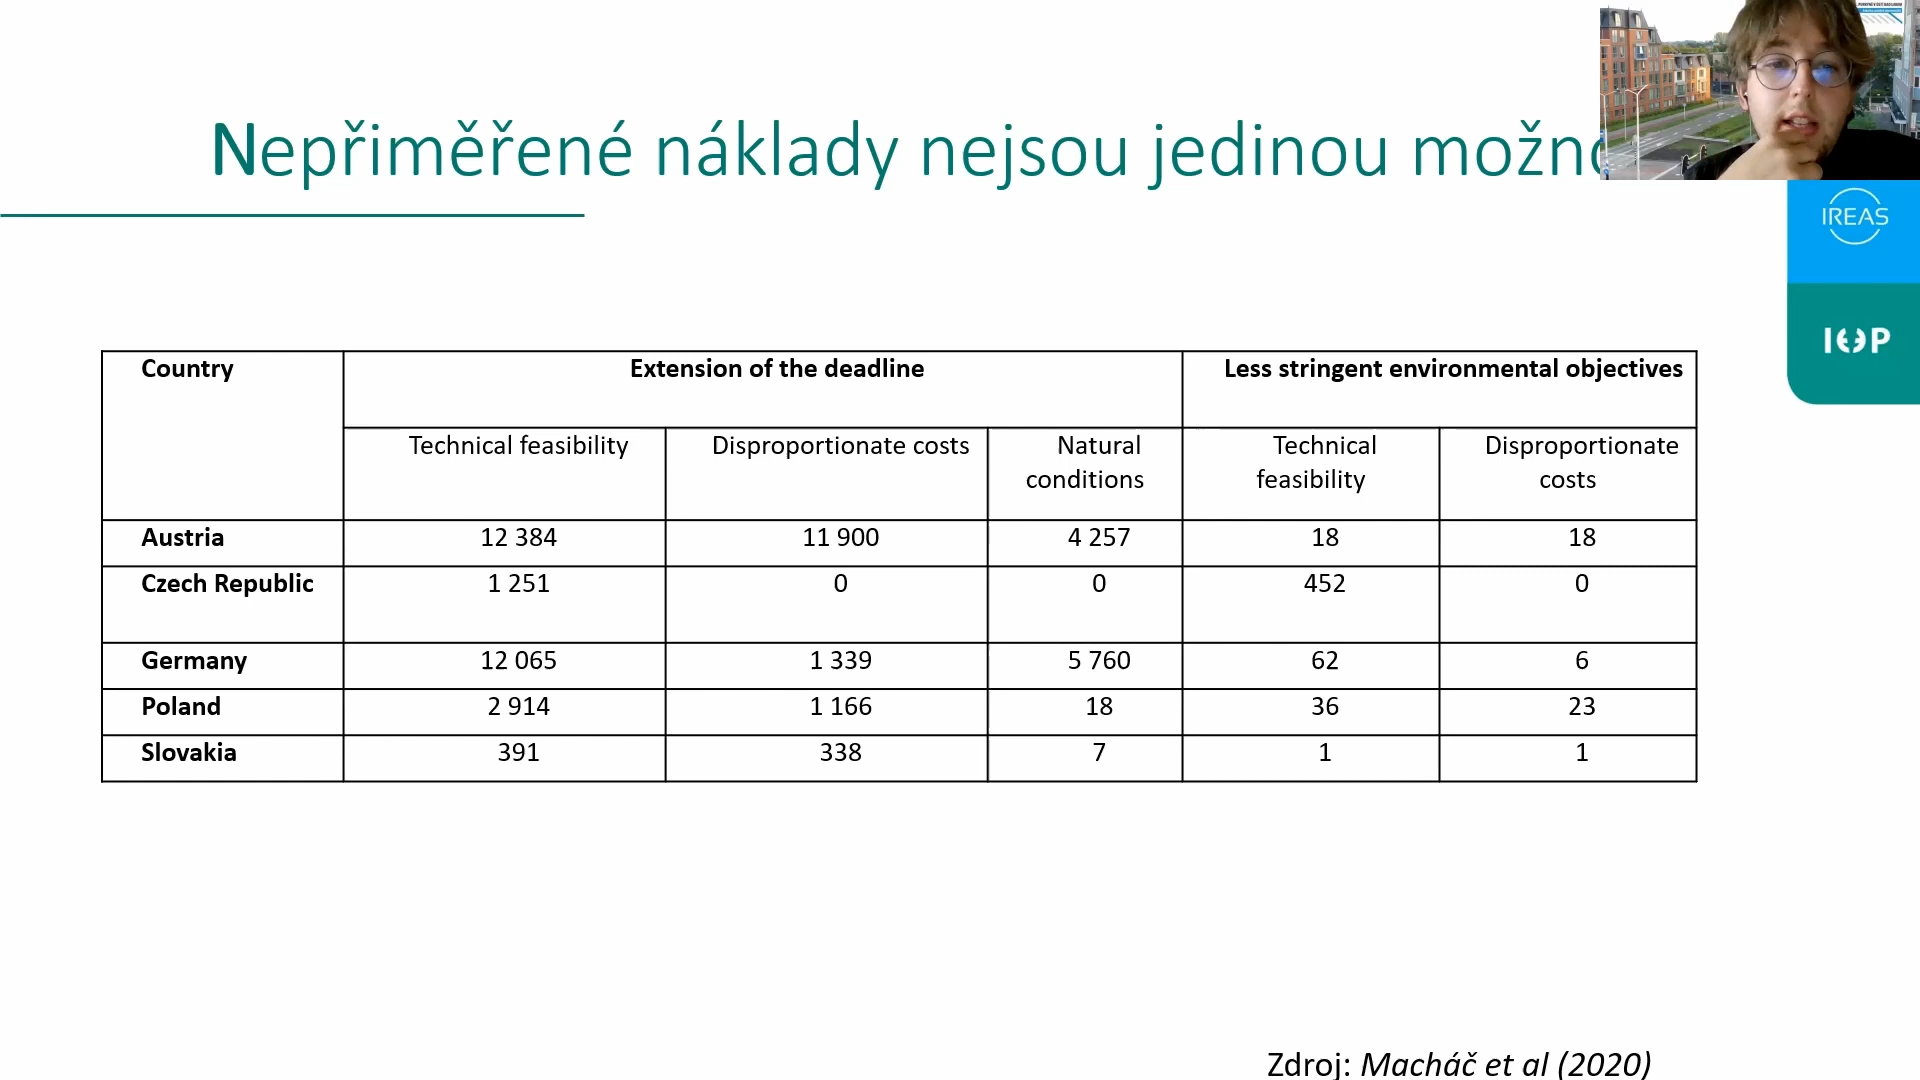 Nepřiměřené náklady nejsou jedinou
IREAS
Country Extension of the deadline Less stringent environmental objectives
Technical feasibility Disproportionate costs Natural conditions Technical feasibility Disproportionate costs
Austria 12 384 11 900 4 257 18 18
Czech Republic 1 251 0 0 452 0
Germany 12 065 1 339 5 760 62 6
Poland 2 914 1 166 18 36 23
Slovakia 391 338 7 1 1
Zdroj: Macháč et al (2020)